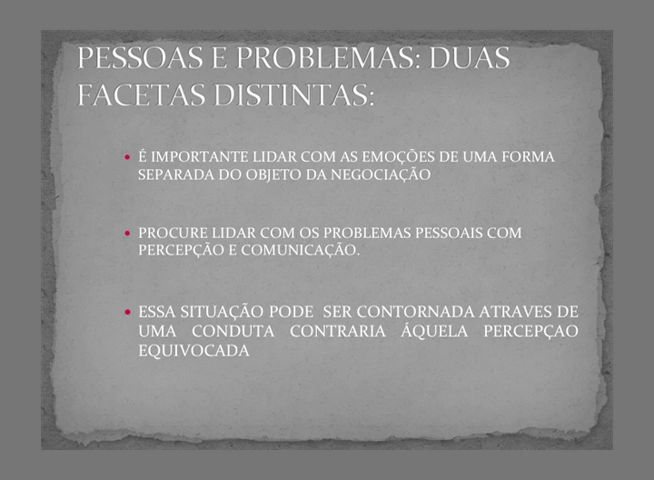 PESSOAS E PROBLEMAS: DUAS
FACETAS DISTINTAS:
• É IMPORTANTE LIDAR COM AS EMOÇÕES DE UMA FORMA
SEPARADA DO OBJETO DA NEGOCIAÇÃO
• PROCURE LIDAR COM OS PROBLEMAS PESSOAIS COM
PERCEPÇÃO E COMUNICAÇÃO.
• ESSA SITUAÇÃO PODE SER CONTORNADA ATRAVES DE
UMA CONDUTA CONTRARIA ÁQUELA PERCEPÇAO
EQUIVOCADA